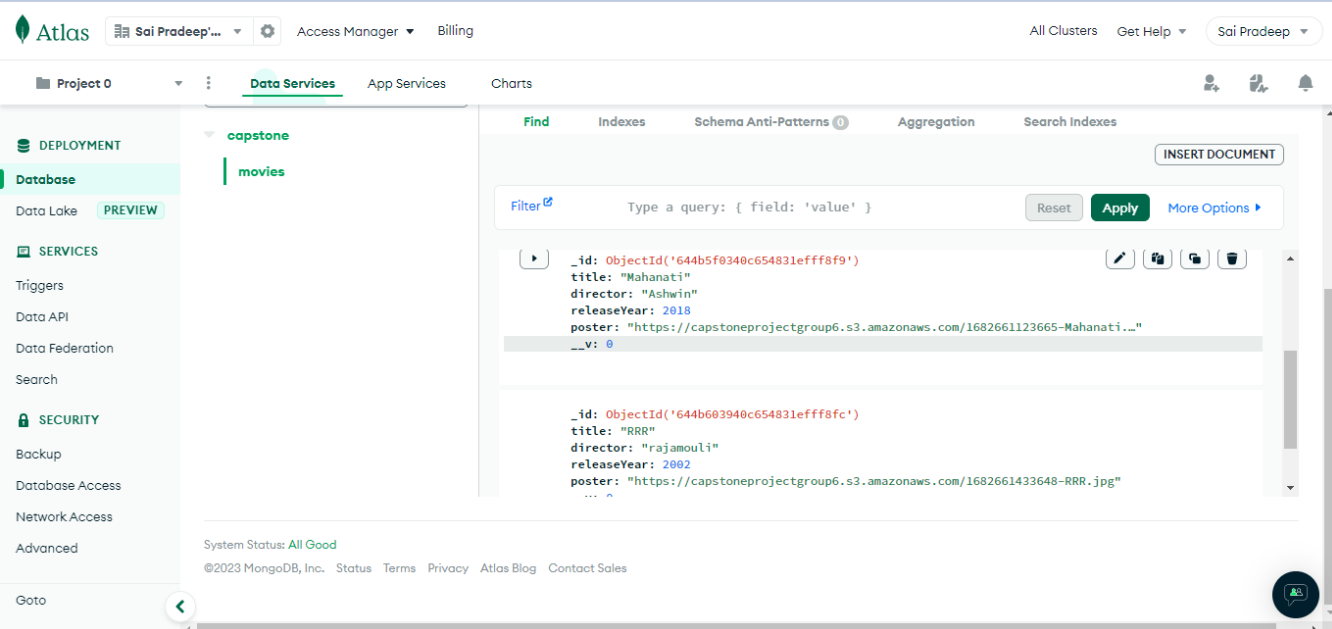 Atlas
Sai Pradeep'...
Access Manager
Billing
All Clusters
Get Help
Sai Pradeep
Project 0
Data Services
App Services
Charts
DEPLOYMENT
Database
Data Lake PREVIEW
SERVICES
Triggers
Data API
Data Federation
Search
SECURITY
Backup
Database Access
Network Access
Advanced
Goto
capstone
movies
Find
Indexes
Schema Anti-Patterns 0
Aggregation
Search Indexes
INSERT DOCUMENT
Filter
Type a query: { field: 'value' }
Reset
Apply
More Options
_id: ObjectId('644b5f0340c654831efff8f9')
title: "Mahanati"
director: "Ashwin"
releaseYear: 2018
poster: "https://capstoneprojectgroup6.s3.amazonaws.com/1682661123665-Mahanati.…"
__v: 0
_id: ObjectId('644b603940c654831efff8fc')
title: "RRR"
director: "rajamouli"
releaseYear: 2002
poster: "https://capstoneprojectgroup6.s3.amazonaws.com/1682661433648-RRR.jpg"
System Status: All Good
©2023 MongoDB, Inc. Status Terms Privacy Atlas Blog Contact Sales